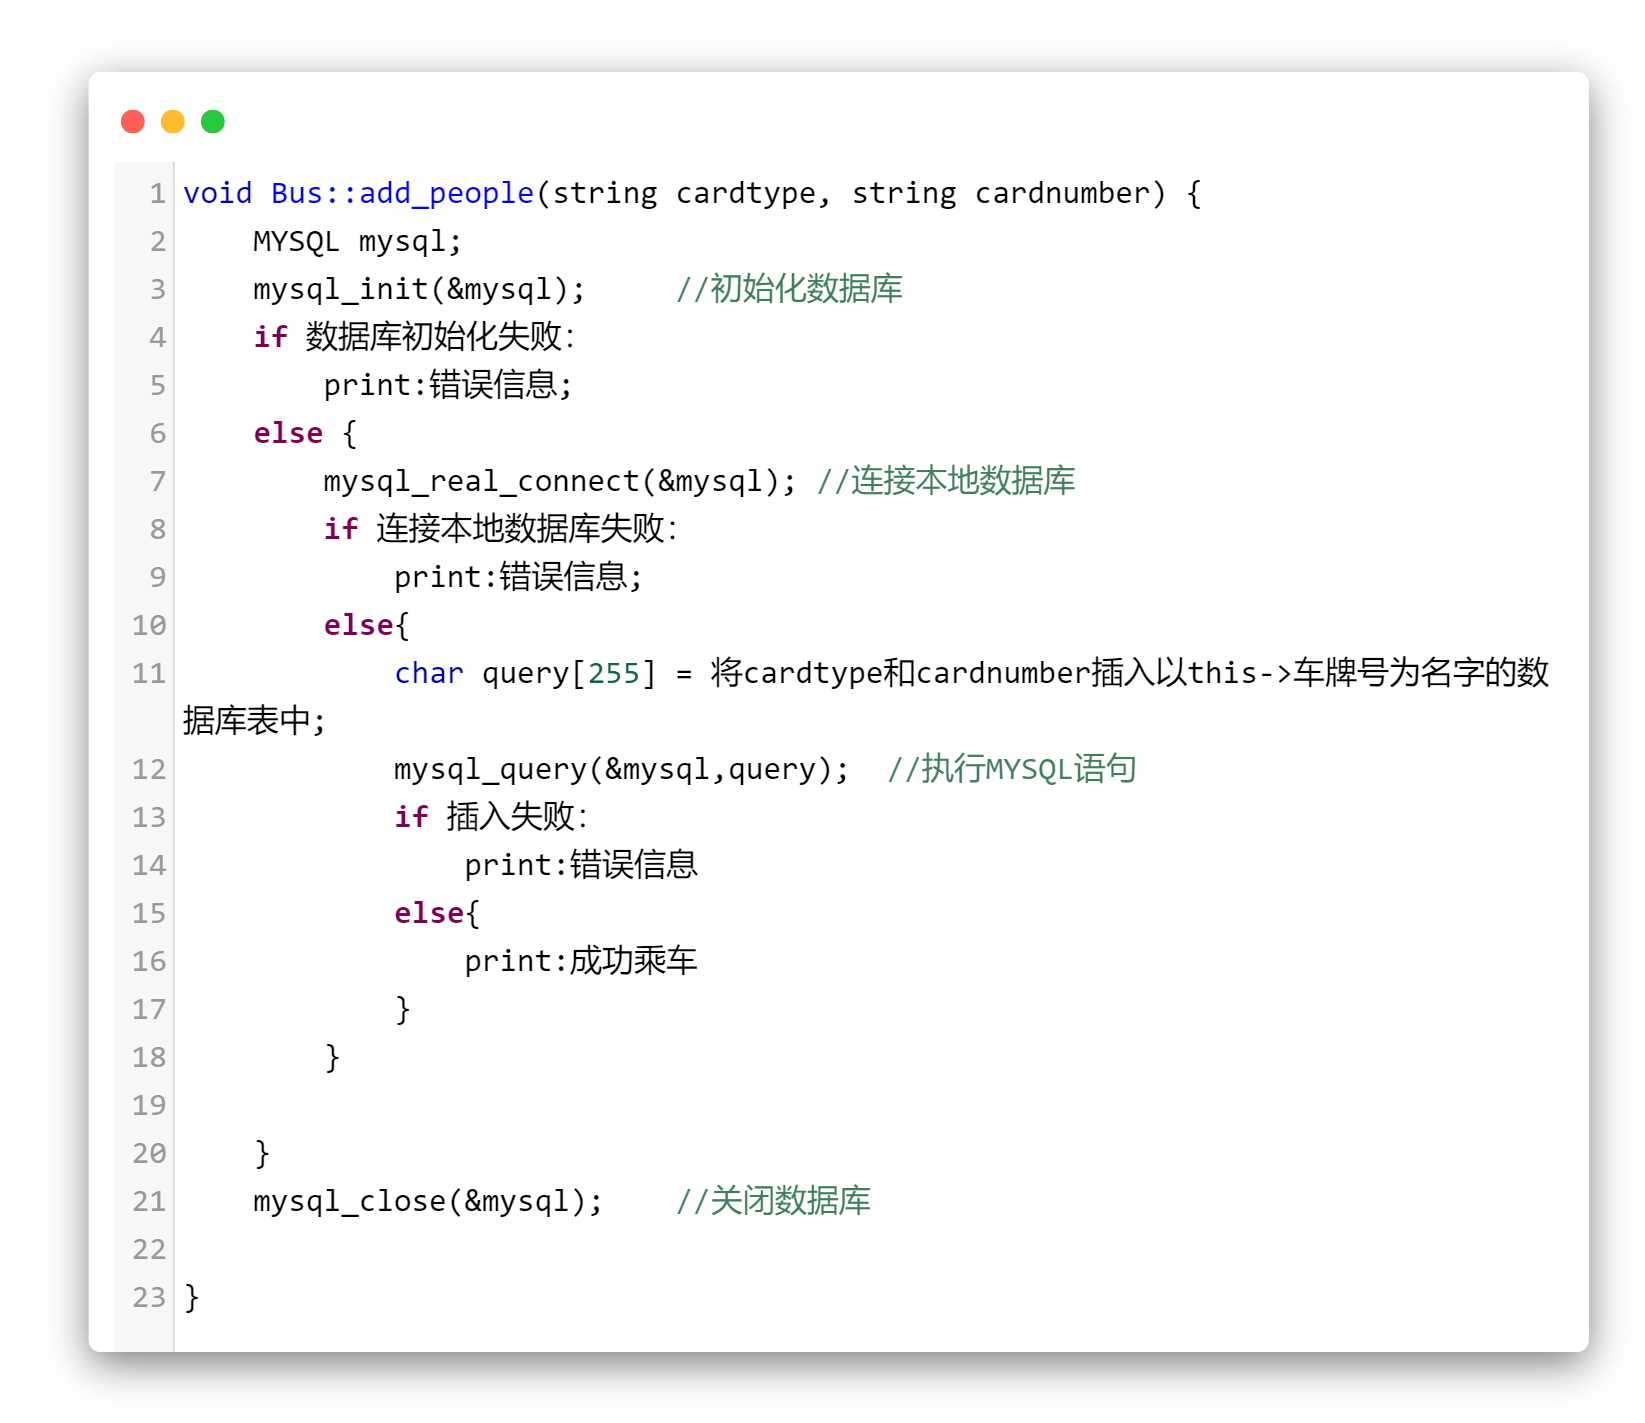 1 void Bus::add_people(string cardtype, string cardnumber) {
2     MYSQL mysql;
3     mysql_init(&mysql);     //初始化数据库
4     if 数据库初始化失败:
5         print:错误信息;
6     else {
7         mysql_real_connect(&mysql); //连接本地数据库
8         if 连接本地数据库失败:
9             print:错误信息;
10         else{
11             char query[255] = 将cardtype和cardnumber插入以this->车牌号为名字的数
据库表中;
12             mysql_query(&mysql,query);  //执行MYSQL语句
13             if 插入失败:
14                 print:错误信息
15             else{
16                 print:成功乘车
17             }
18         }
19
20     }
21     mysql_close(&mysql);    //关闭数据库
22
23 }